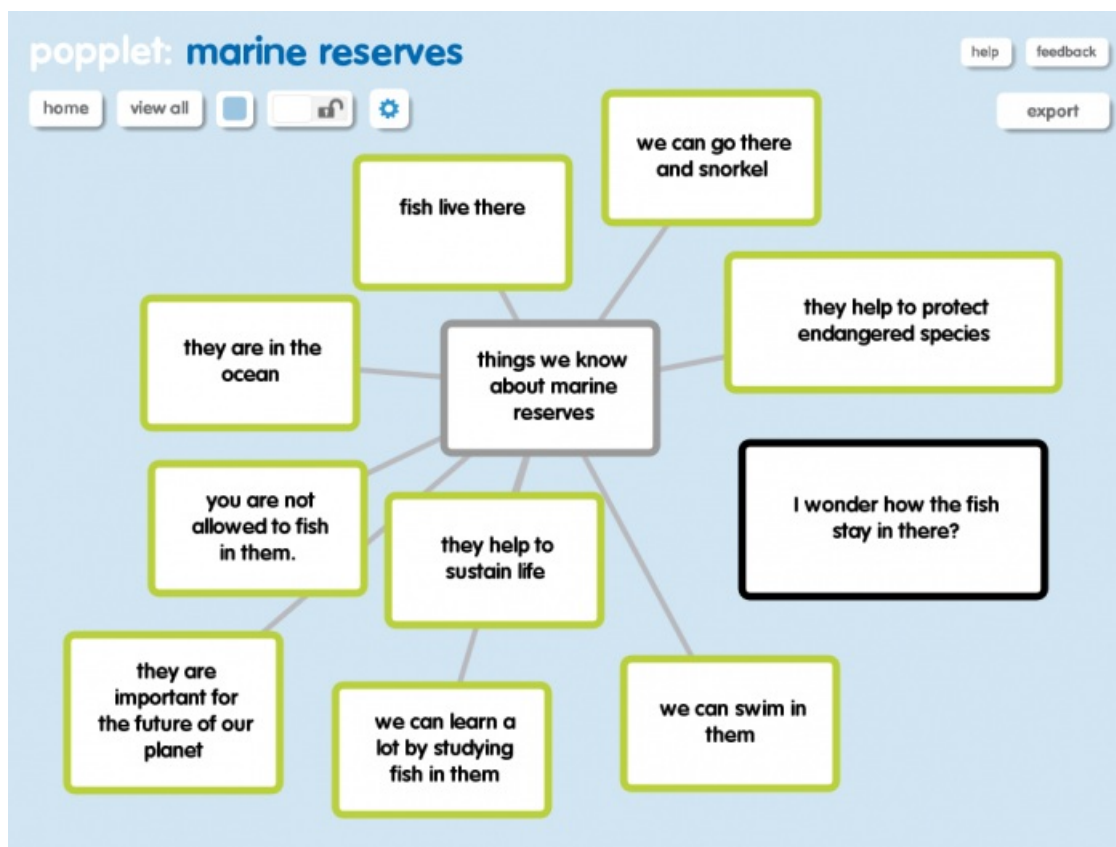 popplet: marine reserves
help
feedback
home
view all
export
we can go there
and snorkel
fish live there
they help to protect
endangered species
they are in the
ocean
things we know
about marine
reserves
I wonder how the fish
stay in there?
you are not
allowed to fish
in them.
they help to
sustain life
they are
important for
the future of our
planet
we can learn a
lot by studying
fish in them
we can swim in
them